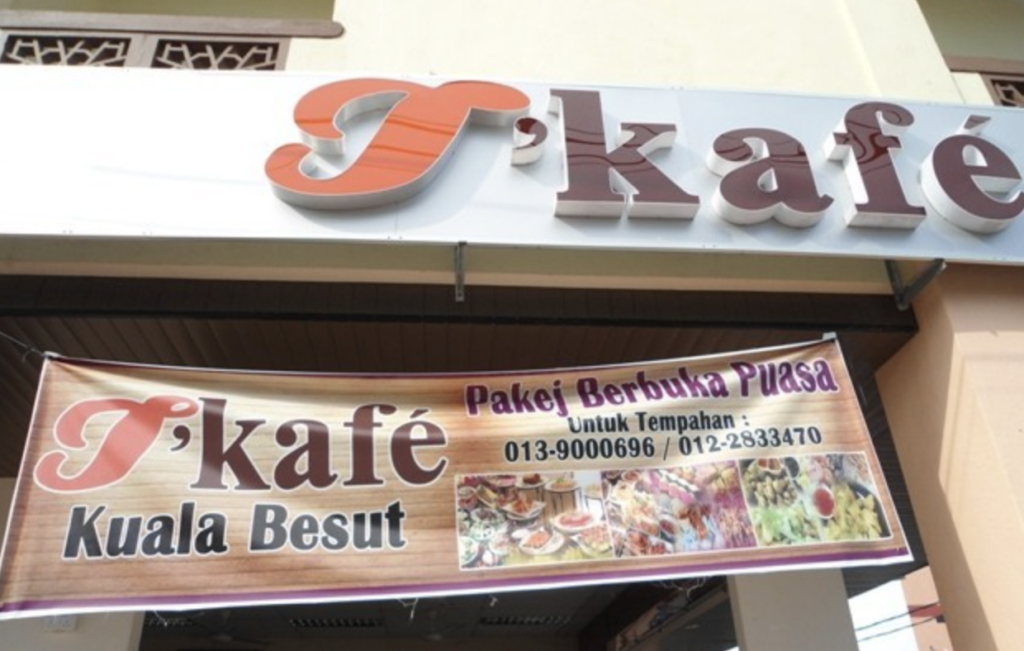 T'kafé
T'kafé
Kuala Besut
Pakej Berbuka Puasa
Untuk Tempahan :
013-9000696 / 012-2833470